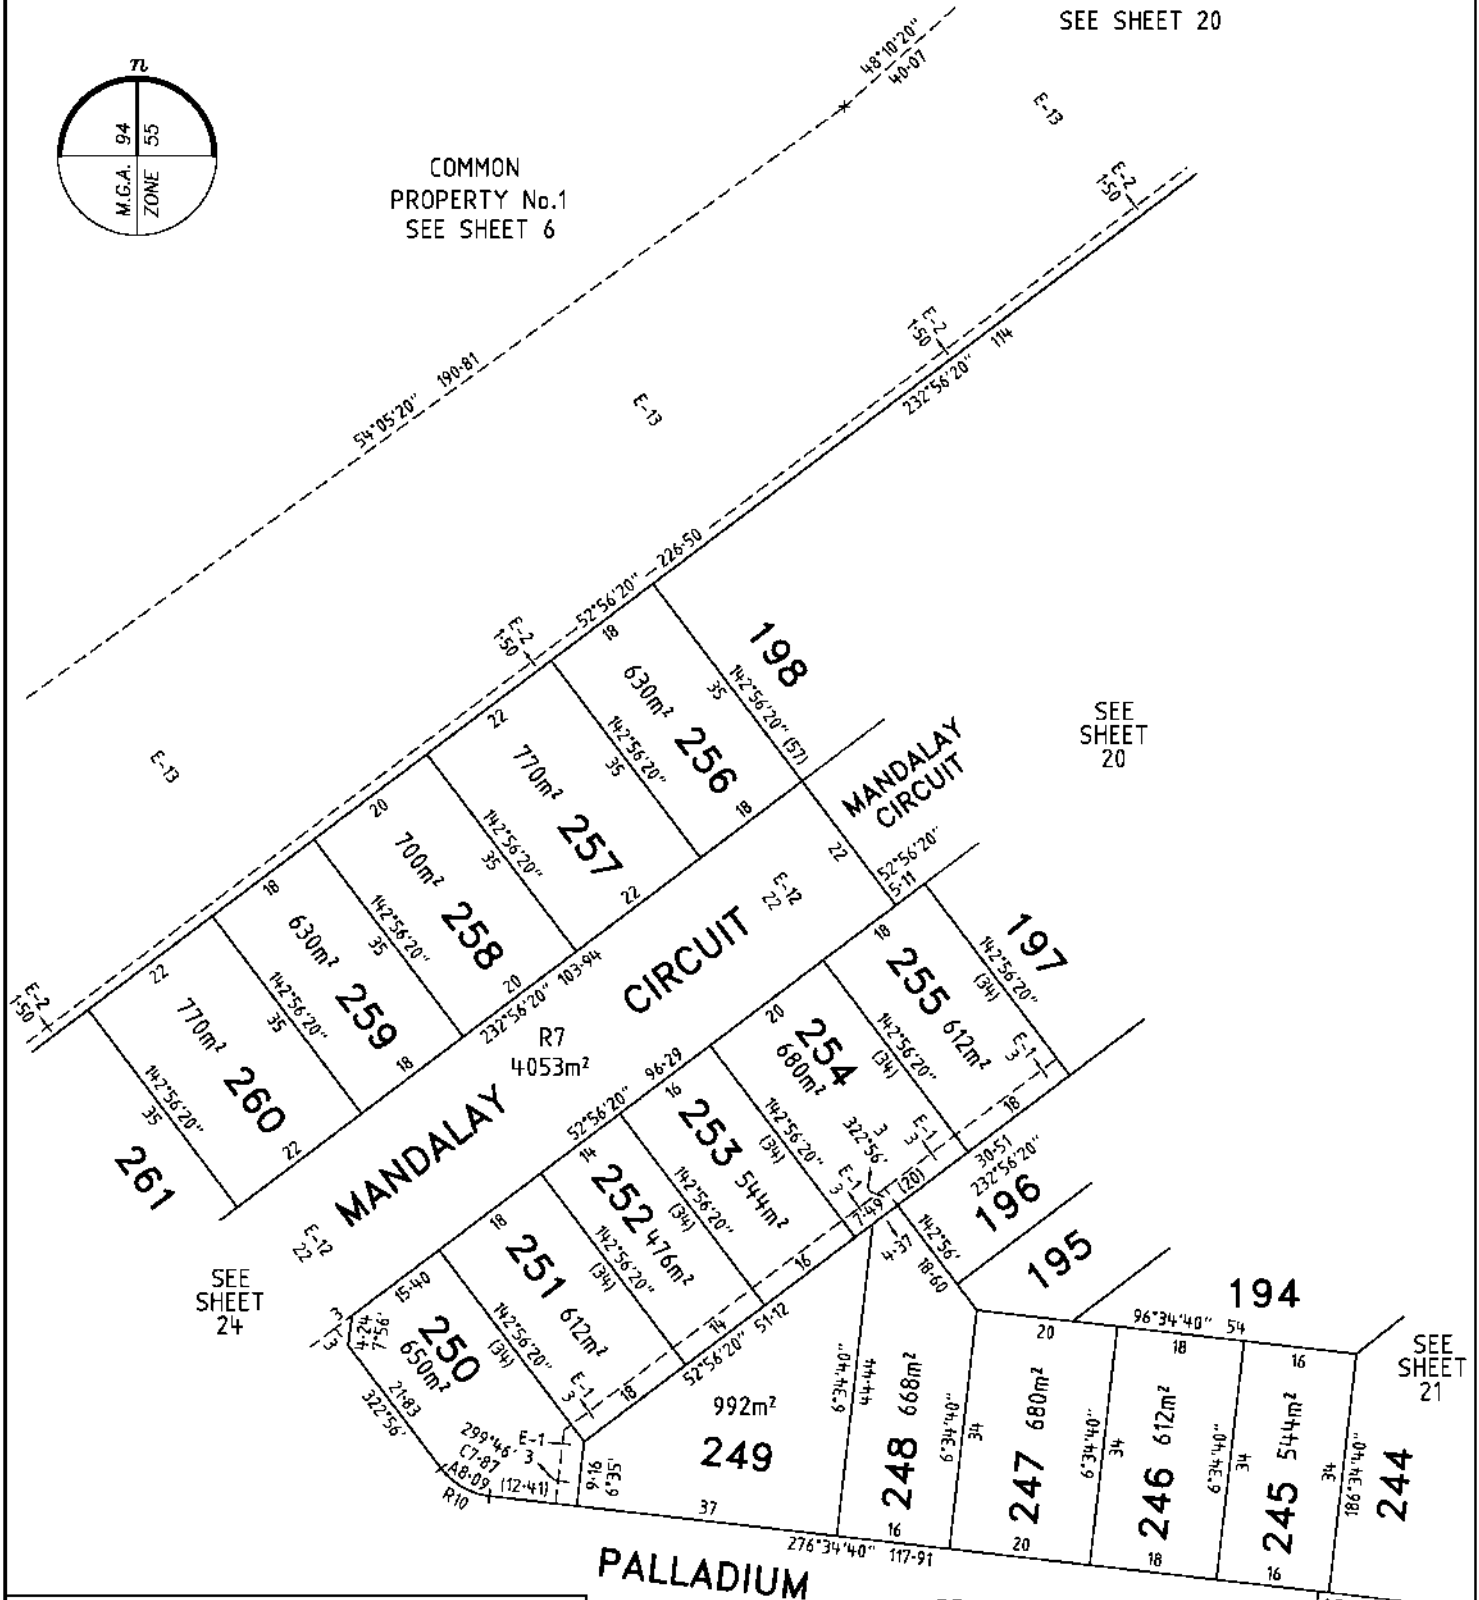 SEE SHEET 20
n
M.G.A. 94
ZONE 55
48°10'20"
40·07
E-13
COMMON
PROPERTY No.1
SEE SHEET 6
E-2
1·50
54°05'20" 190·81
E-13
E-2
1·50
114
232°56'20"
52°56'20" 226·50
E-2
1·50
E-13
E-2
1·50
198
142°56'20" (57)
35
18
630m²
256
18
142°56'20"
35
22
770m²
257
22
142°56'20"
35
20
700m²
258
20
142°56'20"
35
18
630m²
259
18
142°56'20"
35
22
770m²
260
22
142°56'20"
35
261
SEE
SHEET
20
MANDALAY
CIRCUIT
22
52°56'20"
5·11
E-12
22
232°56'20" 103·94
R7
4053m²
MANDALAY CIRCUIT
E-12
22
52°56'20" 96·29
197
142°56'20"
(34)
18
255
612m²
E-1
3
18
142°56'20"
(34)
20
254
680m²
3
322°56'
E-1
3
(20)
30·51
232°56'20"
142°56'20"
(34)
16
253
544m²
E-1
3
7·49
4·37
16
142°56'20"
(34)
14
252
476m²
14
142°56'20"
(34)
18
251
612m²
E-1
3
18
52°56'20" 51·12
142°56'20"
(34)
15·40
250
650m²
3
4·24
7°56'
3
21·83
322°56'
299°46'
C7·87
A8·09
R10
E-1
3
(12·41)
9·16
6°35'
SEE
SHEET
24
196
142°56'
18·60
195
194
96°34'40" 54
SEE
SHEET
21
992m²
249
37
6°34'40"
44·44
668m²
248
16
6°34'40"
34
20
680m²
247
20
6°34'40"
34
18
612m²
246
18
6°34'40"
34
16
544m²
245
16
34
186°34'40"
244
276°34'40" 117·91
PALLADIUM